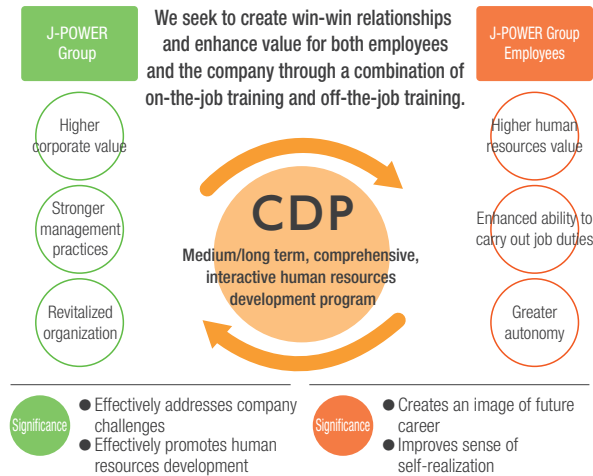 J-POWER
Group
We seek to create win-win relationships
and enhance value for both employees
and the company through a combination of
on-the-job training and off-the-job training.
J-POWER Group
Employees
Higher
corporate value
Stronger
management
practices
Revitalized
organization
CDP
Medium/long term, comprehensive,
interactive human resources
development program
Higher human
resources value
Enhanced ability to
carry out job duties
Greater
autonomy
Significance
● Effectively addresses company
challenges
● Effectively promotes human
resources development
Significance
● Creates an image of future
career
● Improves sense of
self-realization